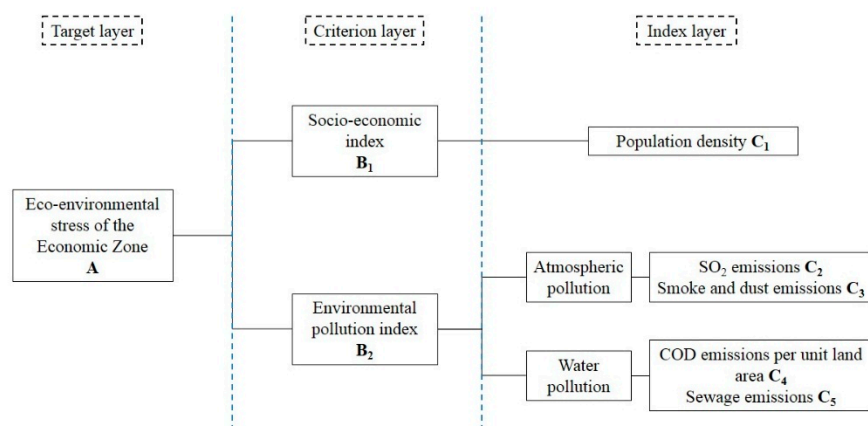 Target layer
Criterion layer
Index layer
Socio-economic
index
B₁
Population density C₁
Eco-environmental
stress of the
Economic Zone
A
Atmospheric
pollution
SO₂ emissions C₂
Smoke and dust emissions C₃
Environmental
pollution index
B₂
Water
pollution
COD emissions per unit land
area C₄
Sewage emissions C₅